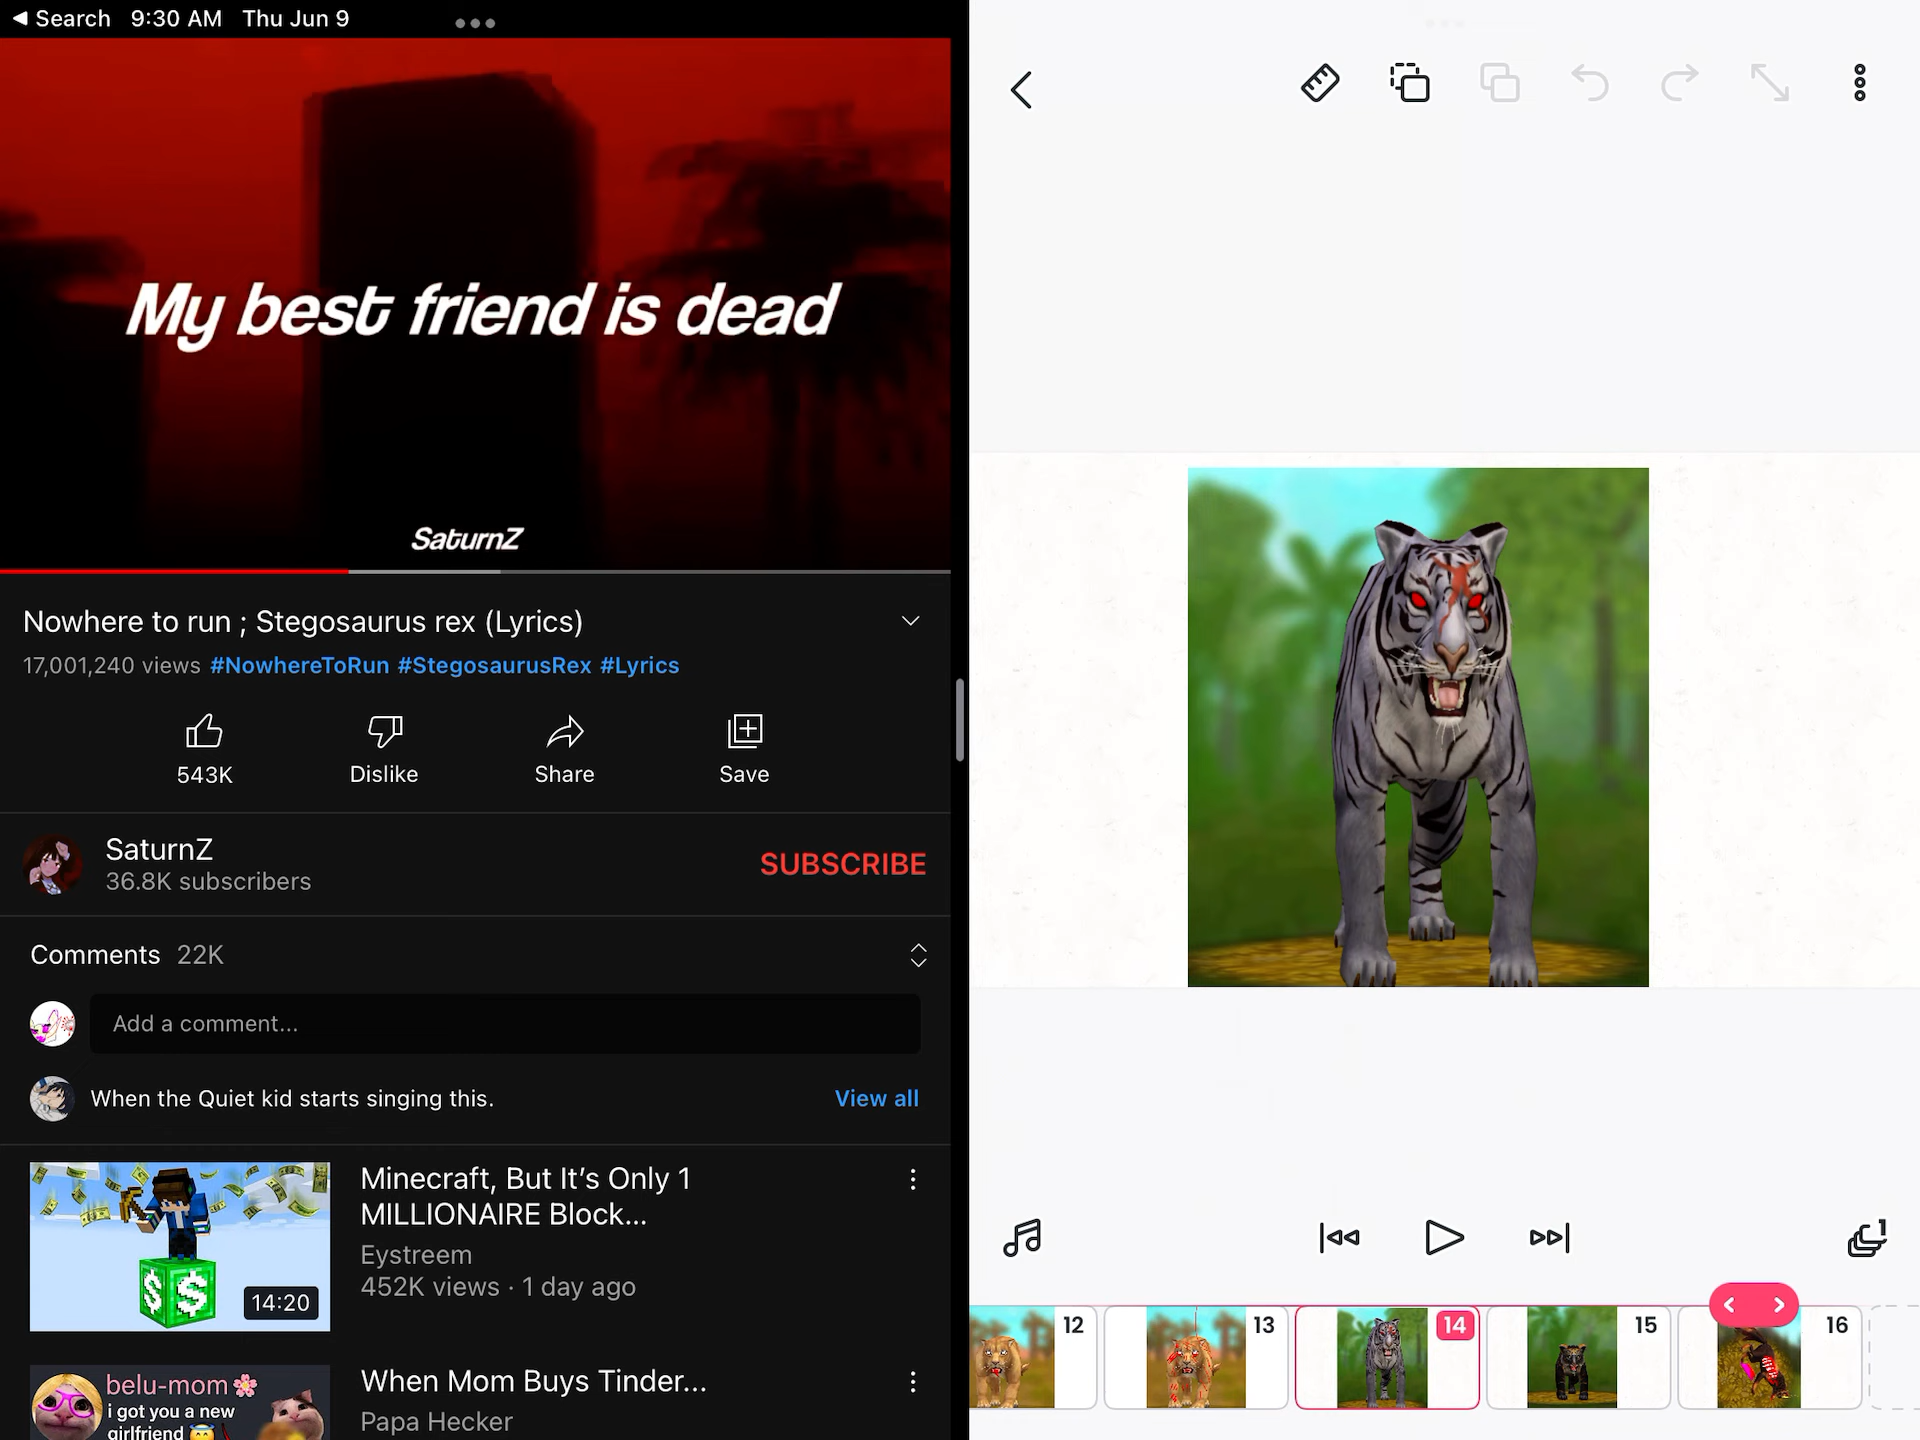 Search 9:30 AM Thu Jun 9
My best friend is dead
SaturnZ
Nowhere to run ; Stegosaurus rex (Lyrics)
17,001,240 views #NowhereToRun #StegosaurusRex #Lyrics
543K
Dislike
Share
Save
SaturnZ
36.8K subscribers
SUBSCRIBE
Comments 22K
Add a comment...
When the Quiet kid starts singing this.
View all
14:20
Minecraft, But It's Only 1
MILLIONAIRE Block...
Eystreem
452K views · 1 day ago
belu-mom
i got you a new
girlfriend
When Mom Buys Tinder...
Papa Hecker
1
12
13
14
15
16